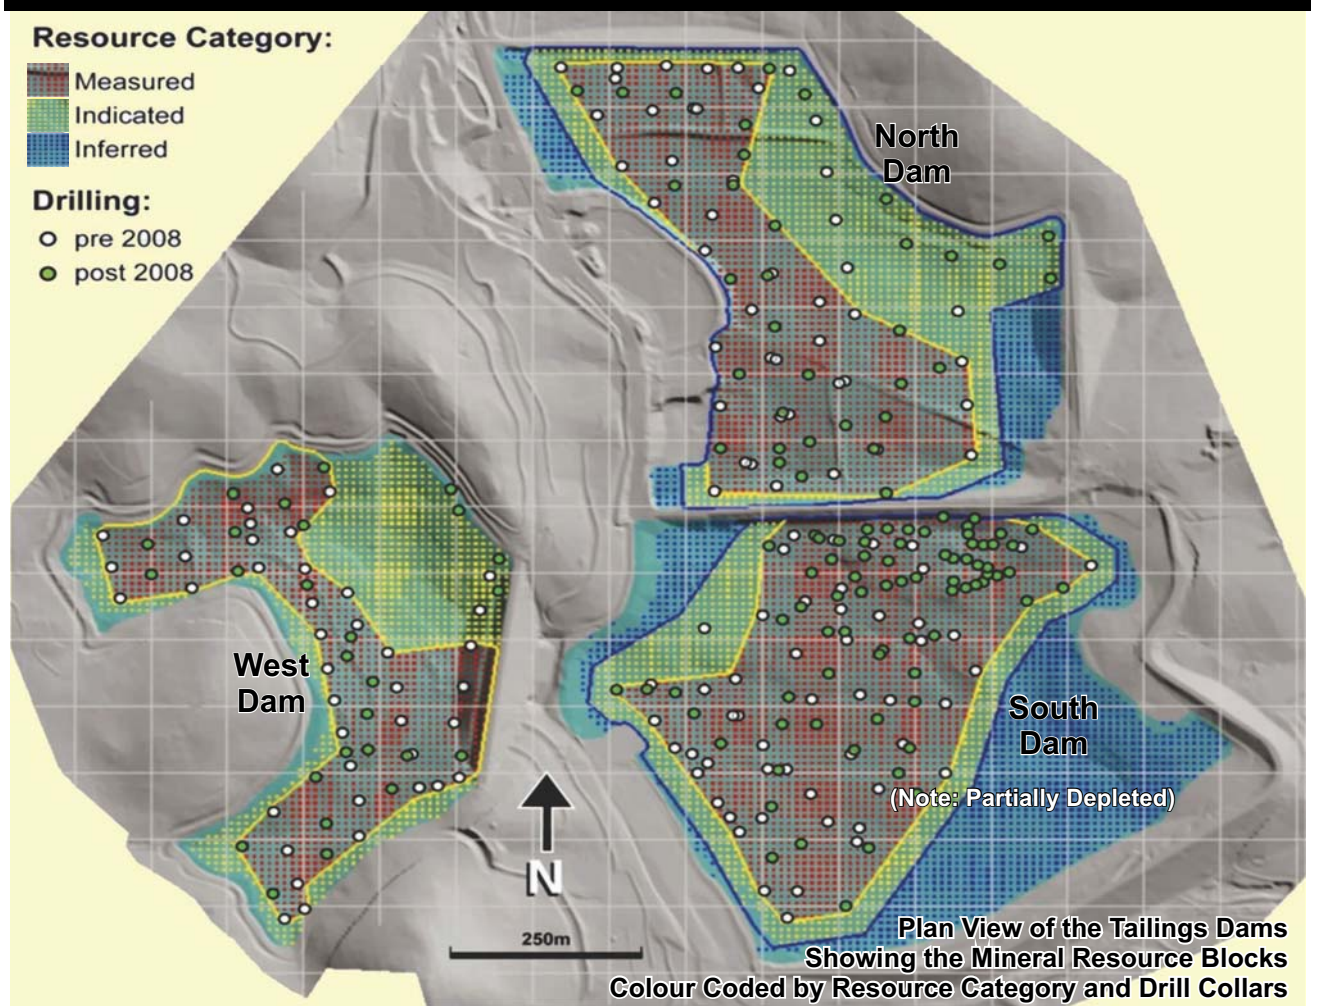 Resource Category:
Measured
Indicated
Inferred
Drilling:
pre 2008
post 2008
North
Dam
West
Dam
South
Dam
(Note: Partially Depleted)
N
250m
Plan View of the Tailings Dams
Showing the Mineral Resource Blocks
Colour Coded by Resource Category and Drill Collars